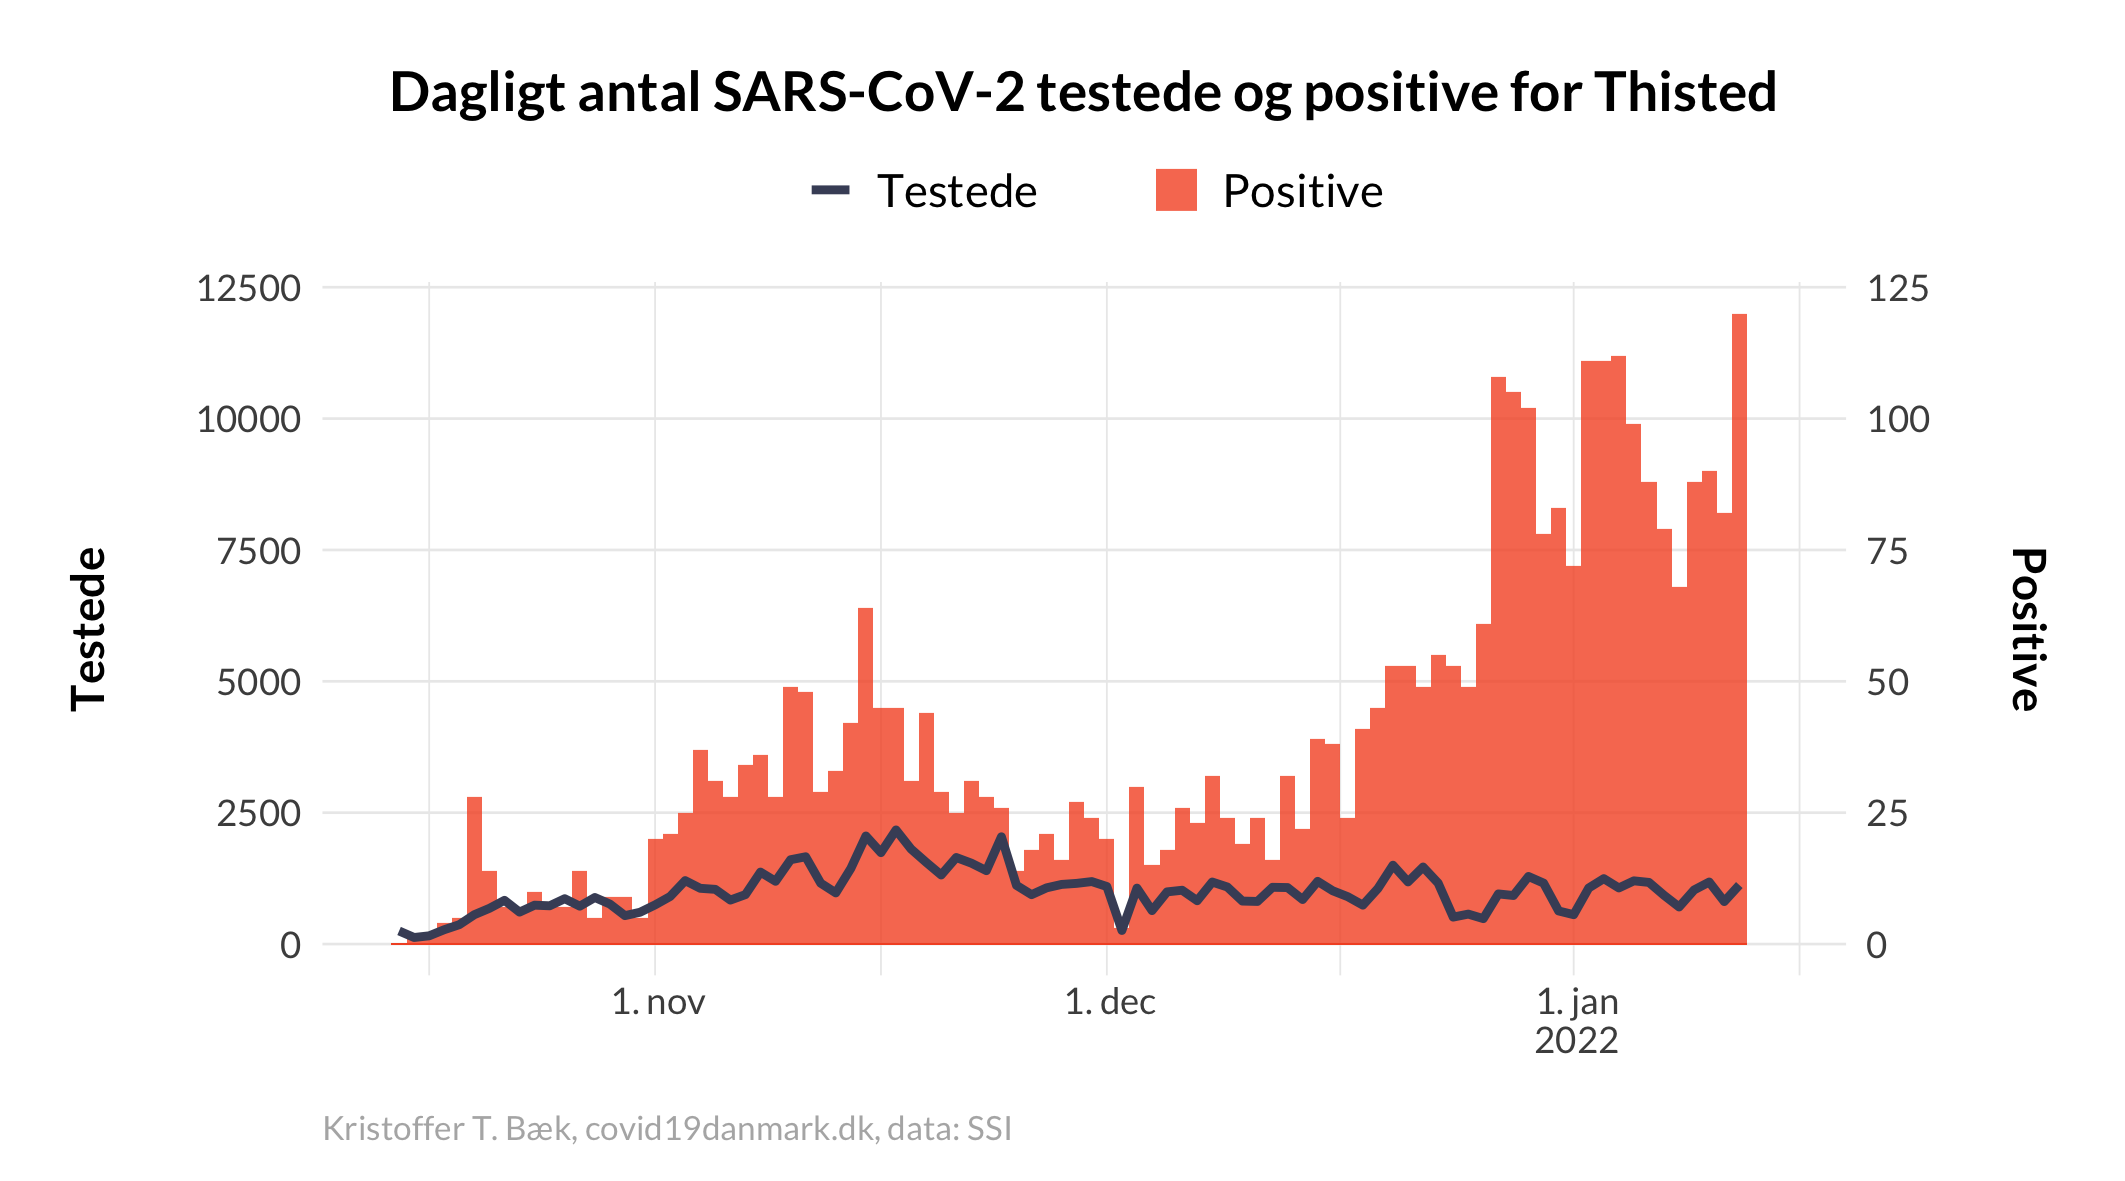 Dagligt antal SARS-CoV-2 testede og positive for Thisted
Testede
Positive
12500
10000
7500
5000
2500
0
125
100
75
50
25
0
Testede
Positive
1. nov
1. dec
1. jan
2022
Kristoffer T. Bæk, covid19danmark.dk, data: SSI